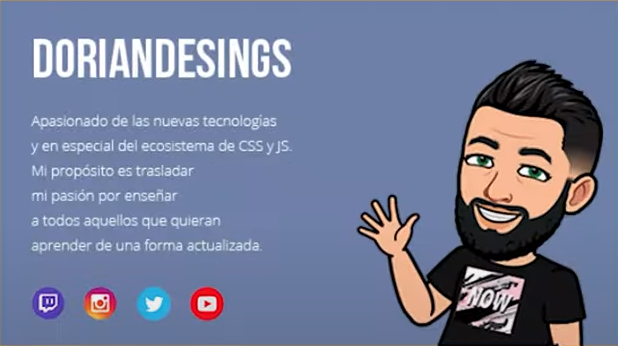 DORIANDESINGS
Apasionado de las nuevas tecnologías
y en especial del ecosistema de CSS y JS.
Mi propósito es trasladar
mi pasión por enseñar
a todos aquellos que quieran
aprender de una forma actualizada.
NOW